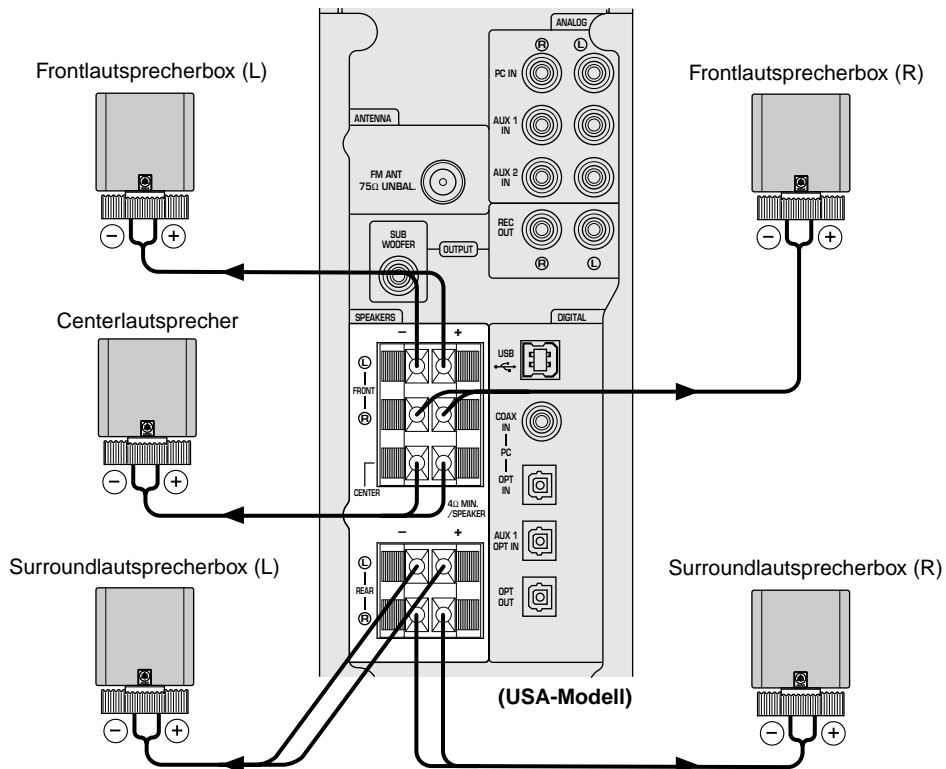 ANALOG
R L
Frontlautsprecherbox (L)
PC IN
Frontlautsprecherbox (R)
ANTENNA
AUX 1
IN
FM ANT
75Ω UNBAL.
AUX 2
IN
SUB
WOOFER
OUTPUT
REC
OUT
R L
− +
− +
Centerlautsprecher
SPEAKERS
DIGITAL
− +
L
FRONT
R
USB
COAX
IN
PC
OPT
IN
CENTER
4Ω MIN.
/SPEAKER
− +
− +
AUX 1
OPT IN
Surroundlautsprecherbox (L)
L
REAR
R
OPT
OUT
Surroundlautsprecherbox (R)
(USA-Modell)
− +
− +